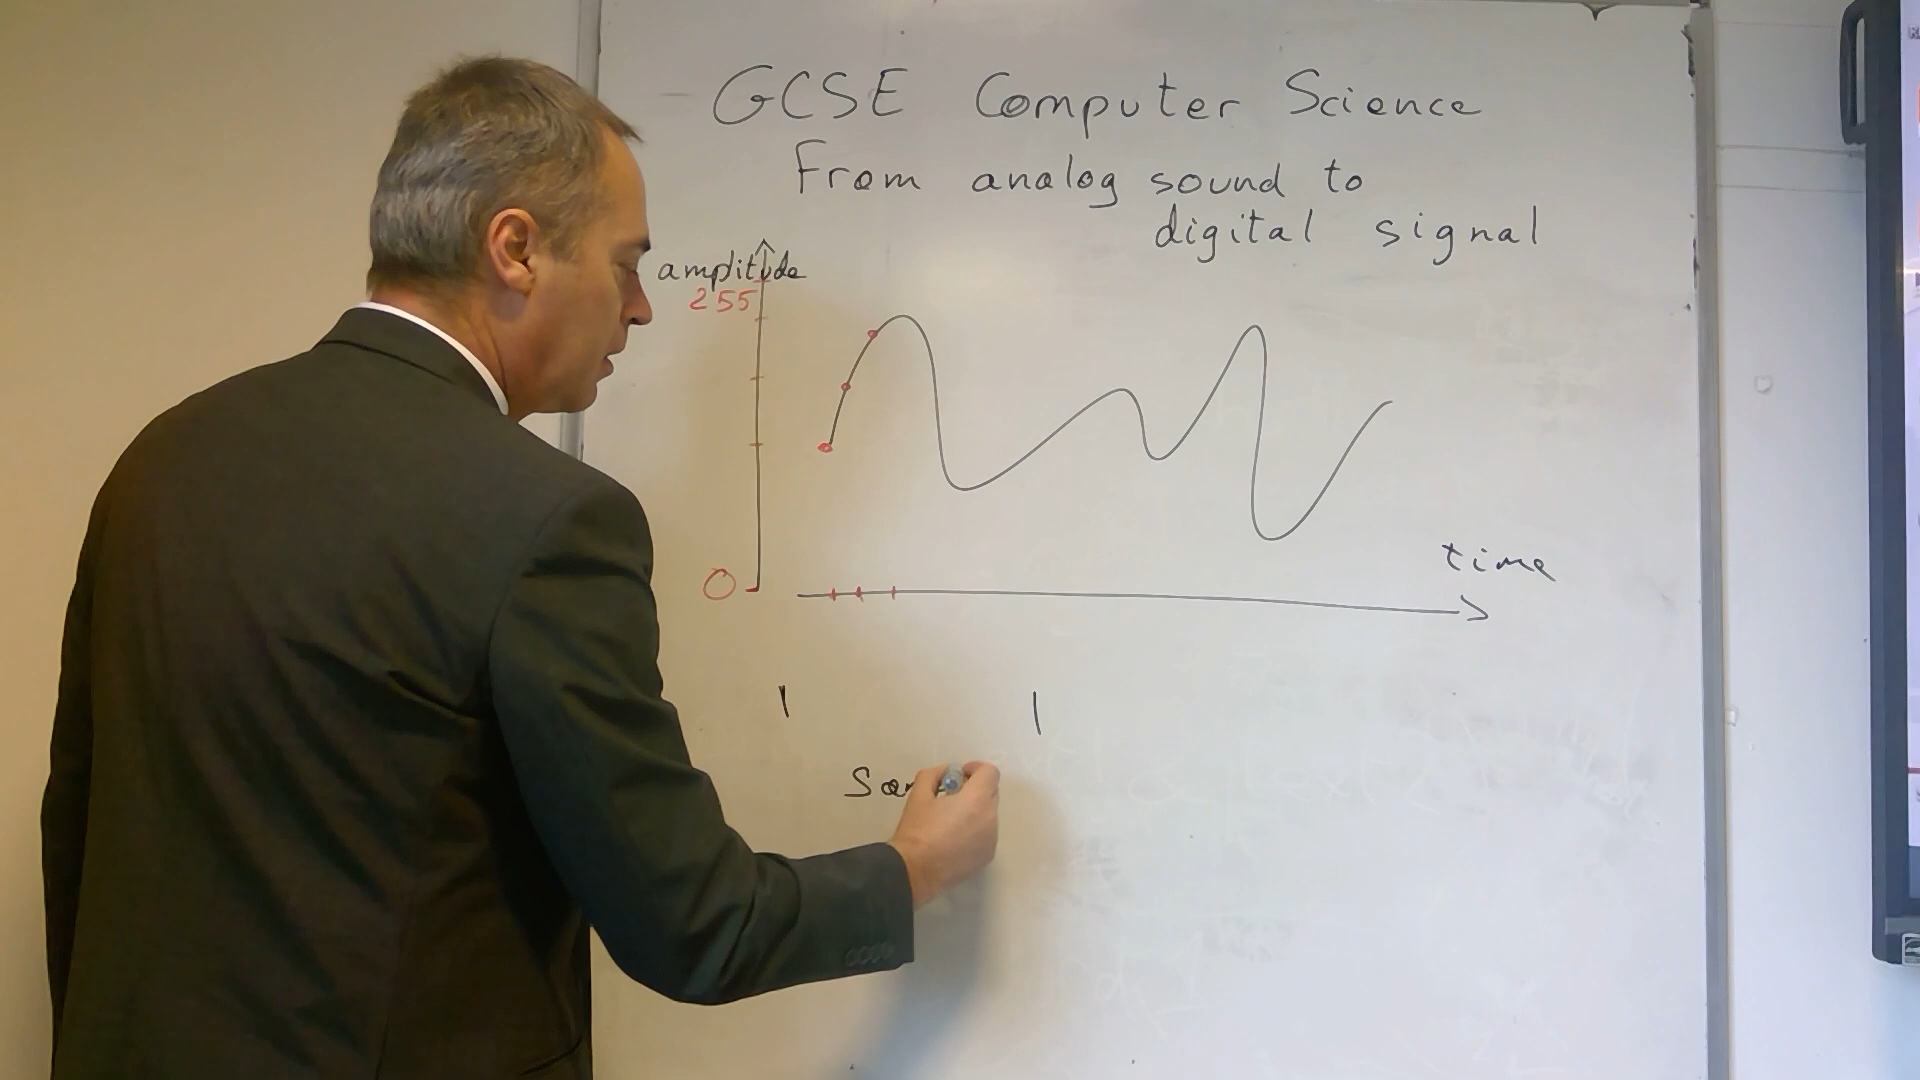 GCSE Computer Science
From analog sound to
digital signal
amplitude
255
0
time